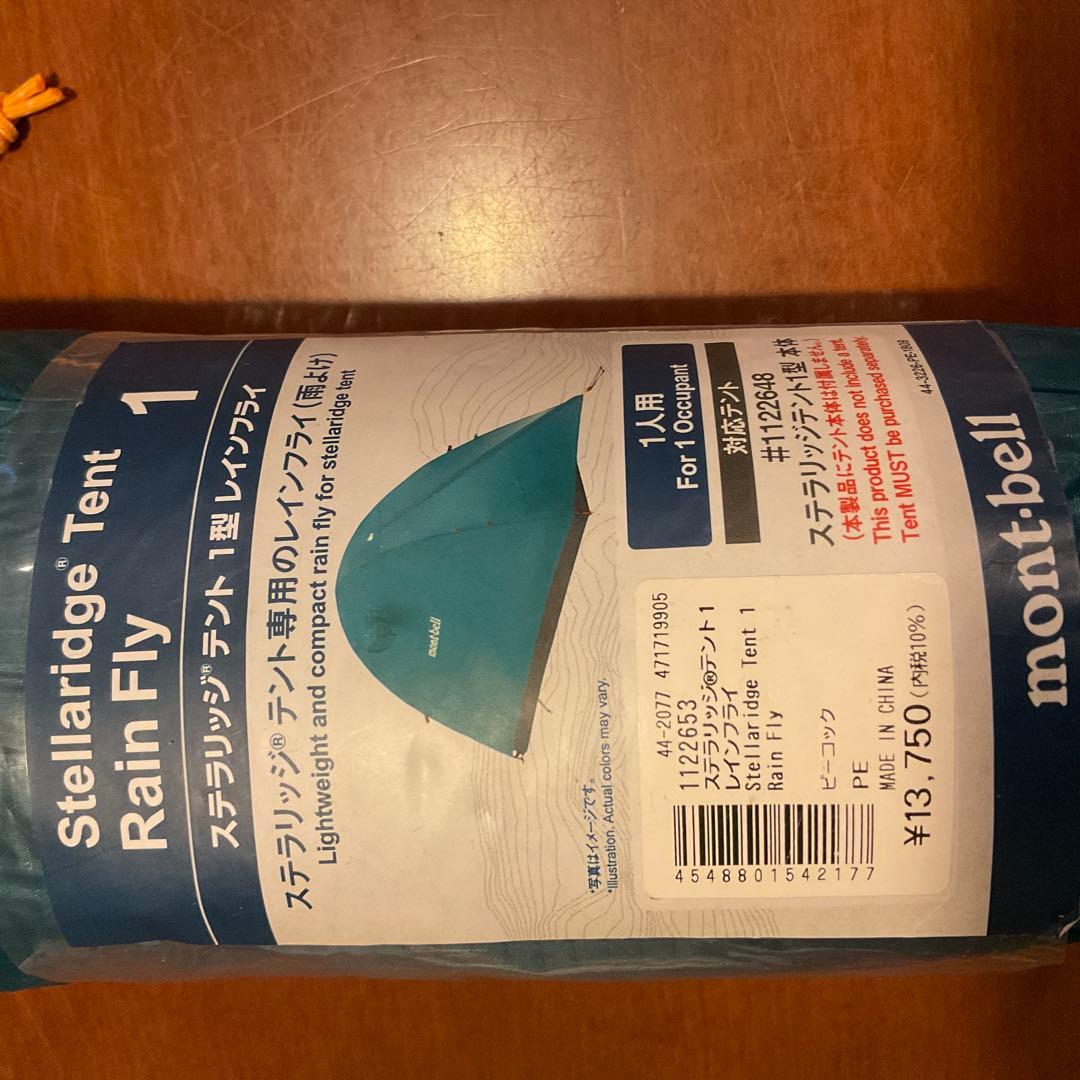 Stellaridge® Tent
Rain Fly 1
ステラリッジ®テント 1型 レインフライ
ステラリッジ®テント専用のレインフライ(雨よけ)
Lightweight and compact rain fly for stellaridge tent
mont-bell
*写真はイメージです。
*Illustration. Actual colors may vary.
1人用
For 1 Occupant
対応テント
#1122648
ステラリッジテント1型 本体
(本製品にテント本体は付属しません。)
This product does not include a tent.
Tent MUST be purchased separately.
44-3226-PE-1809
44-2077 471719905
1122653
ステラリッジ®テント 1
レインフライ
Stellaridge Tent 1
Rain Fly
ピーコック
PE
MADE IN CHINA
¥13,750(内税10%)
4548801542177
mont-bell